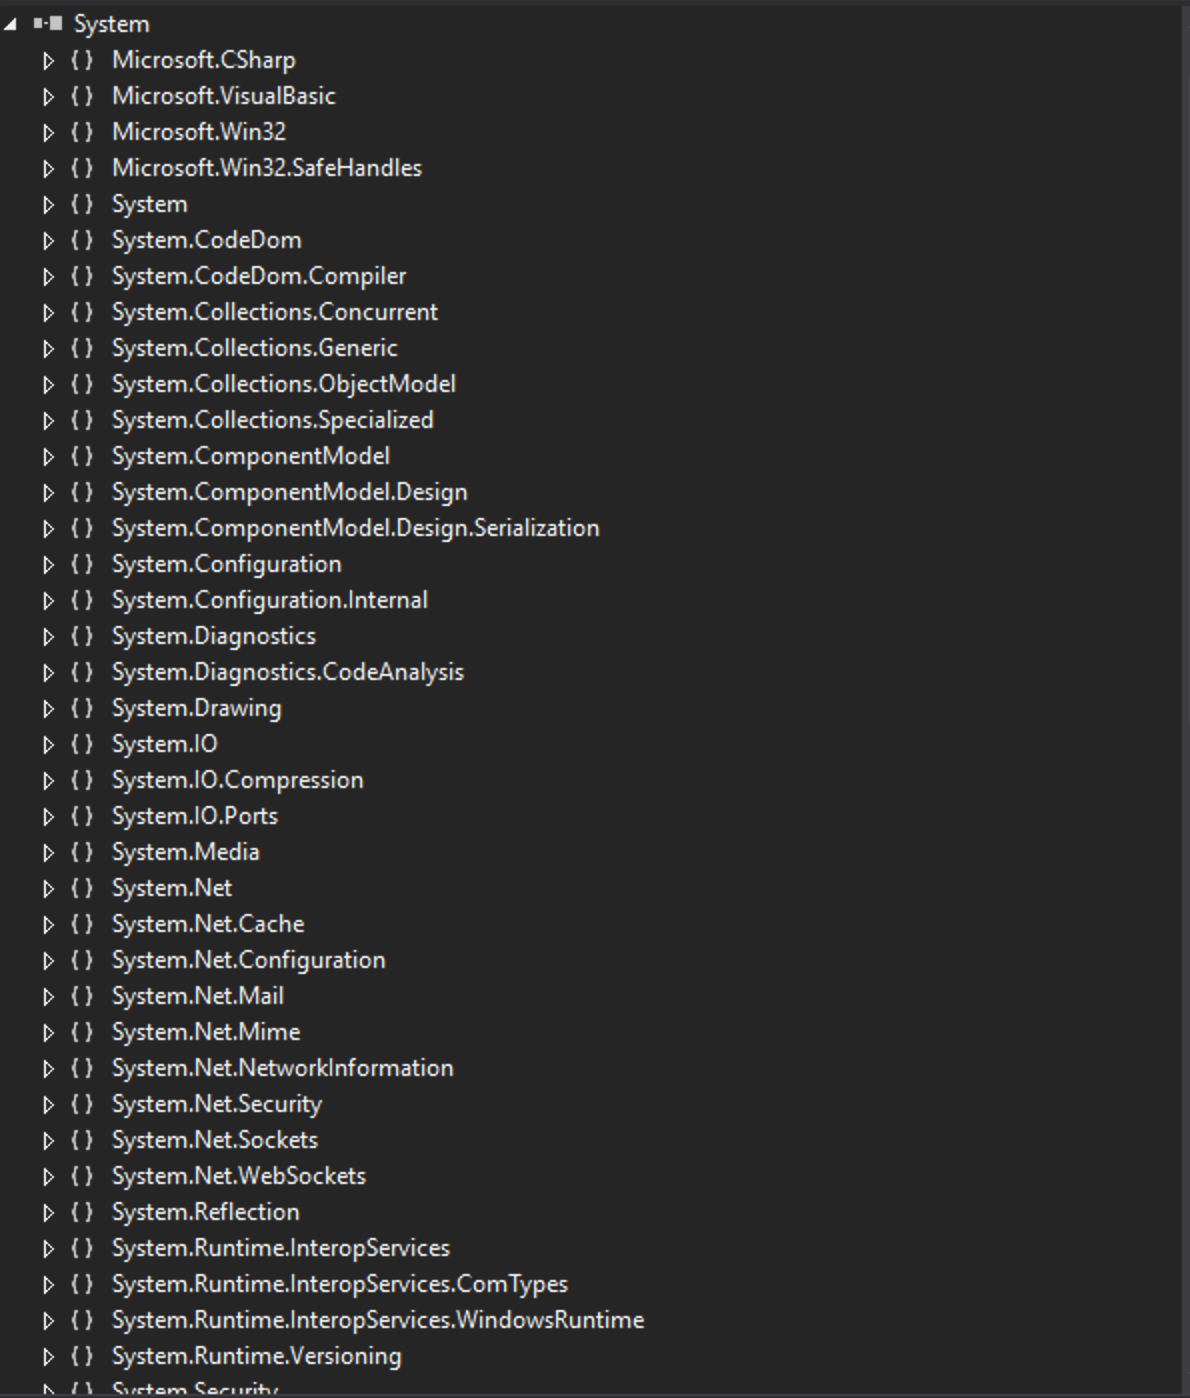 System
{ } Microsoft.CSharp
{ } Microsoft.VisualBasic
{ } Microsoft.Win32
{ } Microsoft.Win32.SafeHandles
{ } System
{ } System.CodeDom
{ } System.CodeDom.Compiler
{ } System.Collections.Concurrent
{ } System.Collections.Generic
{ } System.Collections.ObjectModel
{ } System.Collections.Specialized
{ } System.ComponentModel
{ } System.ComponentModel.Design
{ } System.ComponentModel.Design.Serialization
{ } System.Configuration
{ } System.Configuration.Internal
{ } System.Diagnostics
{ } System.Diagnostics.CodeAnalysis
{ } System.Drawing
{ } System.IO
{ } System.IO.Compression
{ } System.IO.Ports
{ } System.Media
{ } System.Net
{ } System.Net.Cache
{ } System.Net.Configuration
{ } System.Net.Mail
{ } System.Net.Mime
{ } System.Net.NetworkInformation
{ } System.Net.Security
{ } System.Net.Sockets
{ } System.Net.WebSockets
{ } System.Reflection
{ } System.Runtime.InteropServices
{ } System.Runtime.InteropServices.ComTypes
{ } System.Runtime.InteropServices.WindowsRuntime
{ } System.Runtime.Versioning
{ } System.Security